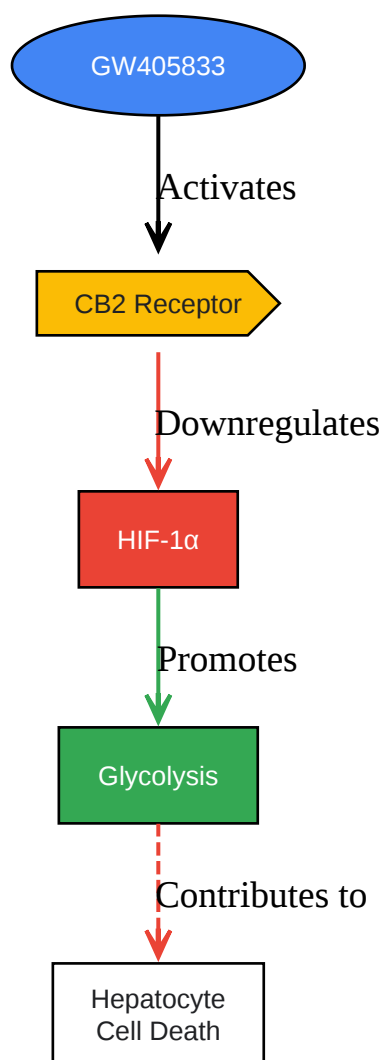 GW405833
Activates
CB2 Receptor
Downregulates
HIF-1α
Promotes
Glycolysis
Contributes to
Hepatocyte
Cell Death